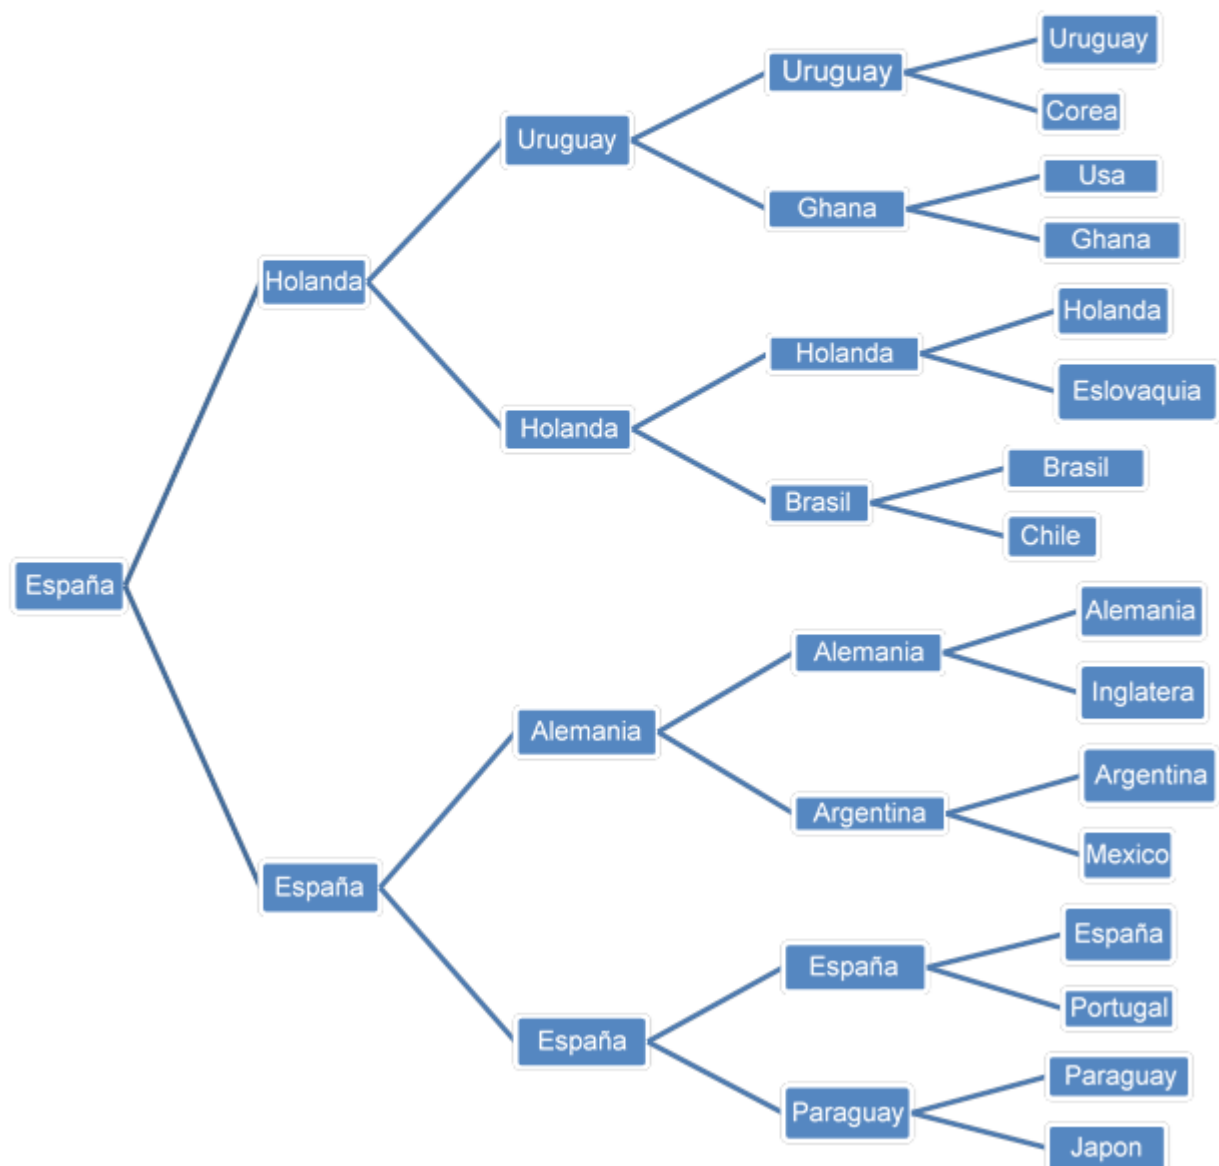 Uruguay
Uruguay
Corea
Uruguay
Usa
Ghana
Ghana
Holanda
Holanda
Holanda
Eslovaquia
Holanda
Brasil
Brasil
Chile
España
Alemania
Alemania
Inglatera
Alemania
Argentina
Argentina
Mexico
España
España
España
Portugal
España
Paraguay
Paraguay
Japon